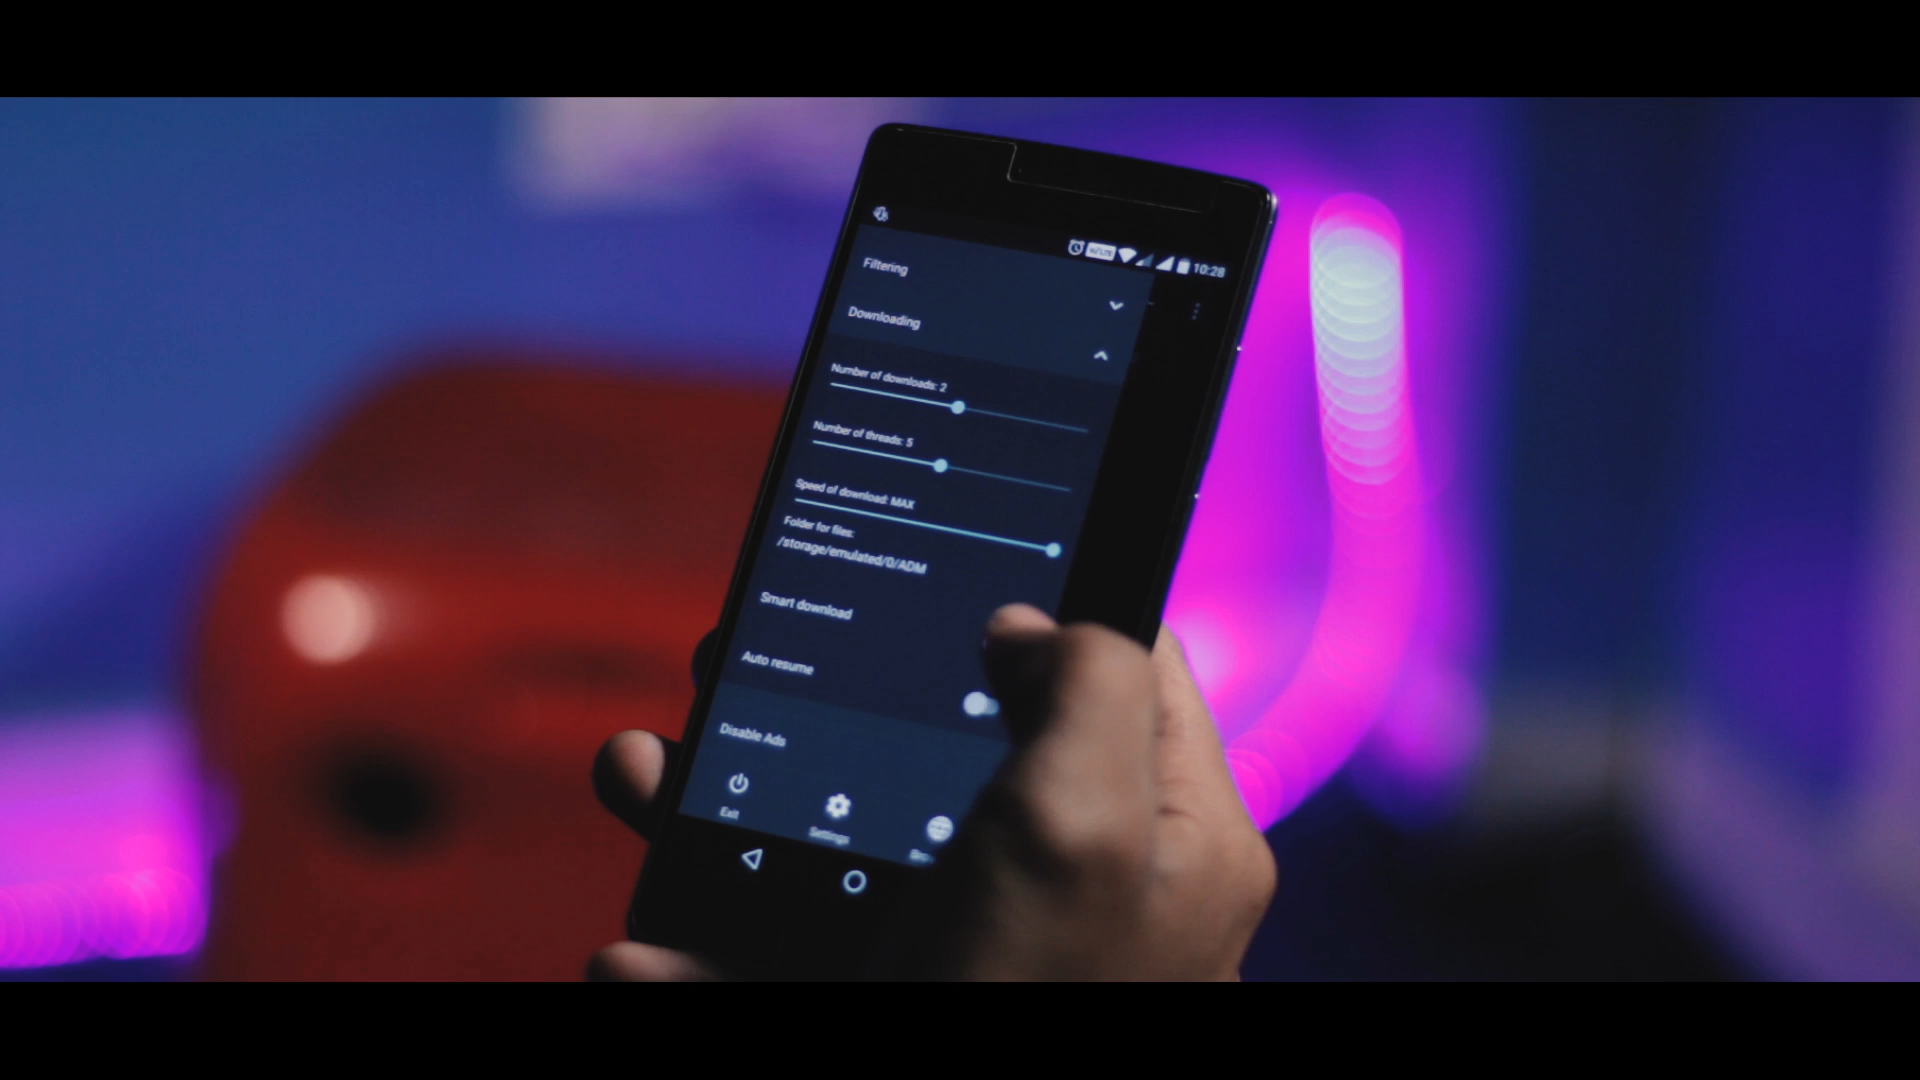 10:28
Filtering
Downloading
Number of downloads: 2
Number of threads: 5
Speed of download: MAX
Folder for files:
/storage/emulated/0/ADM
Smart download
Auto resume
Disable Ads
Exit
Settings